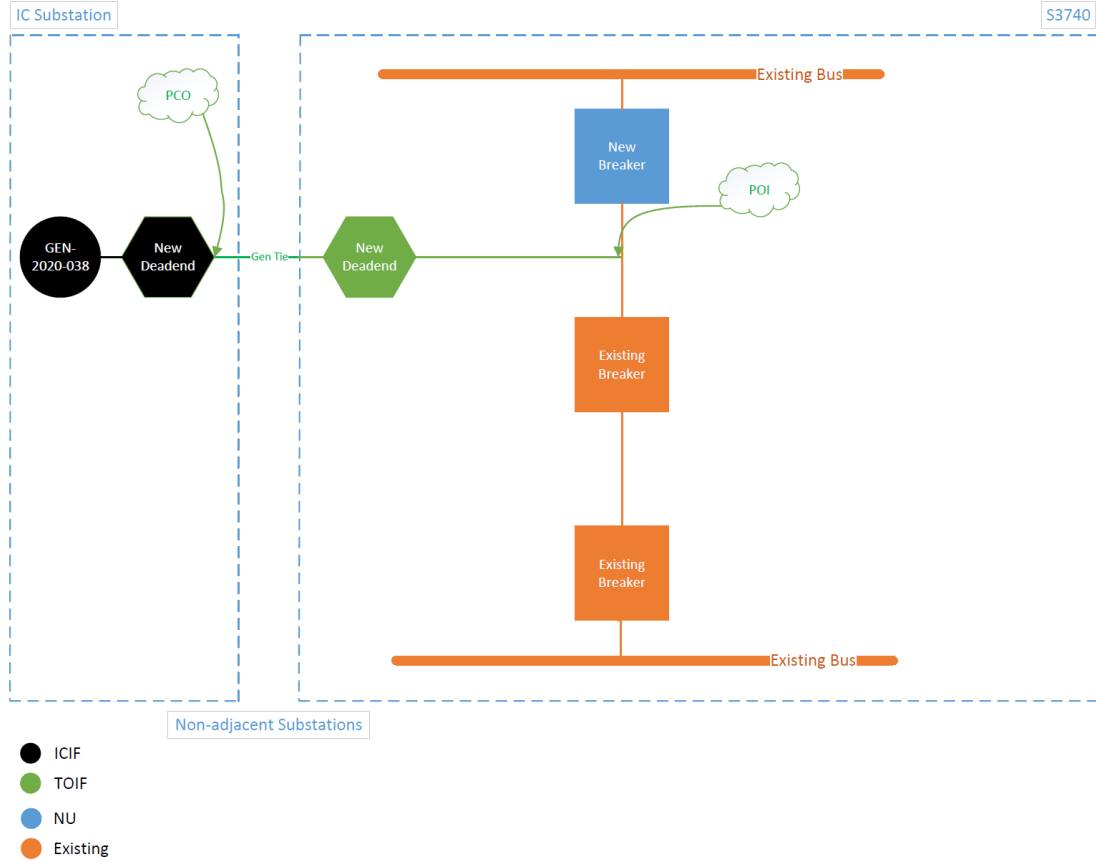 IC Substation
S3740
Existing Bus
PCO
New
Breaker
POI
GEN-
2020-038
New
Deadend
Gen Tie
New
Deadend
Existing
Breaker
Existing
Breaker
Existing Bus
Non-adjacent Substations
ICIF
TOIF
NU
Existing